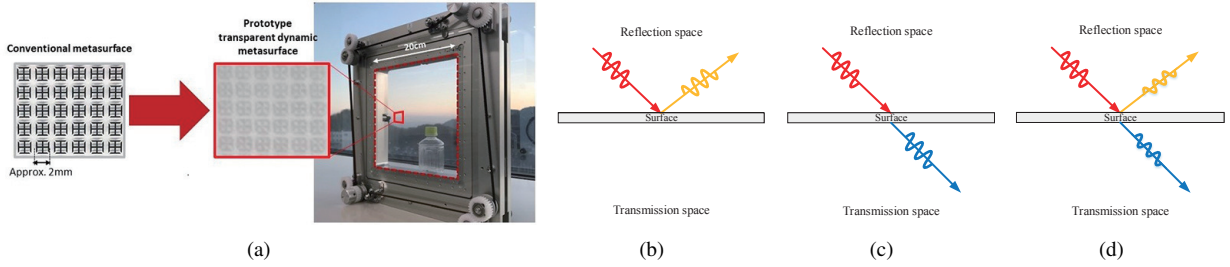 Conventional metasurface
Approx. 2mm
Prototype
transparent dynamic
metasurface
20cm
(a)
Reflection space
Surface
Transmission space
(b)
Reflection space
Surface
Transmission space
(c)
Reflection space
Surface
Transmission space
(d)